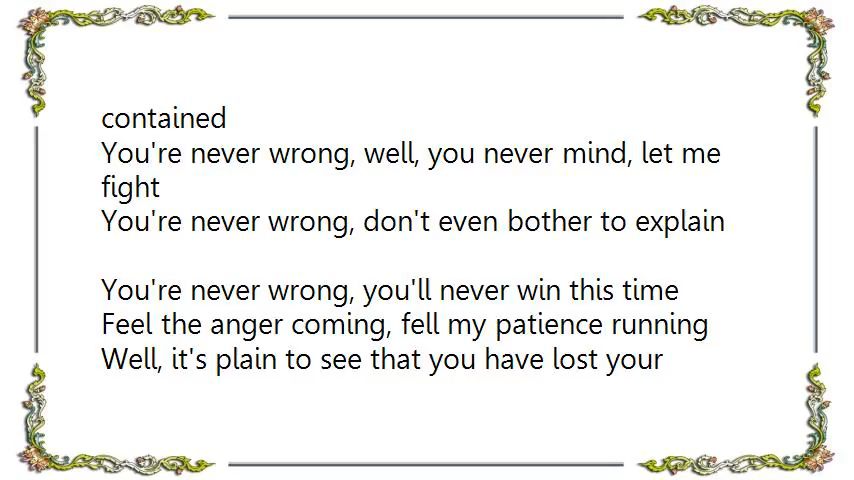 contained
You're never wrong, well, you never mind, let me
fight
You're never wrong, don't even bother to explain
You're never wrong, you'll never win this time
Feel the anger coming, fell my patience running
Well, it's plain to see that you have lost your